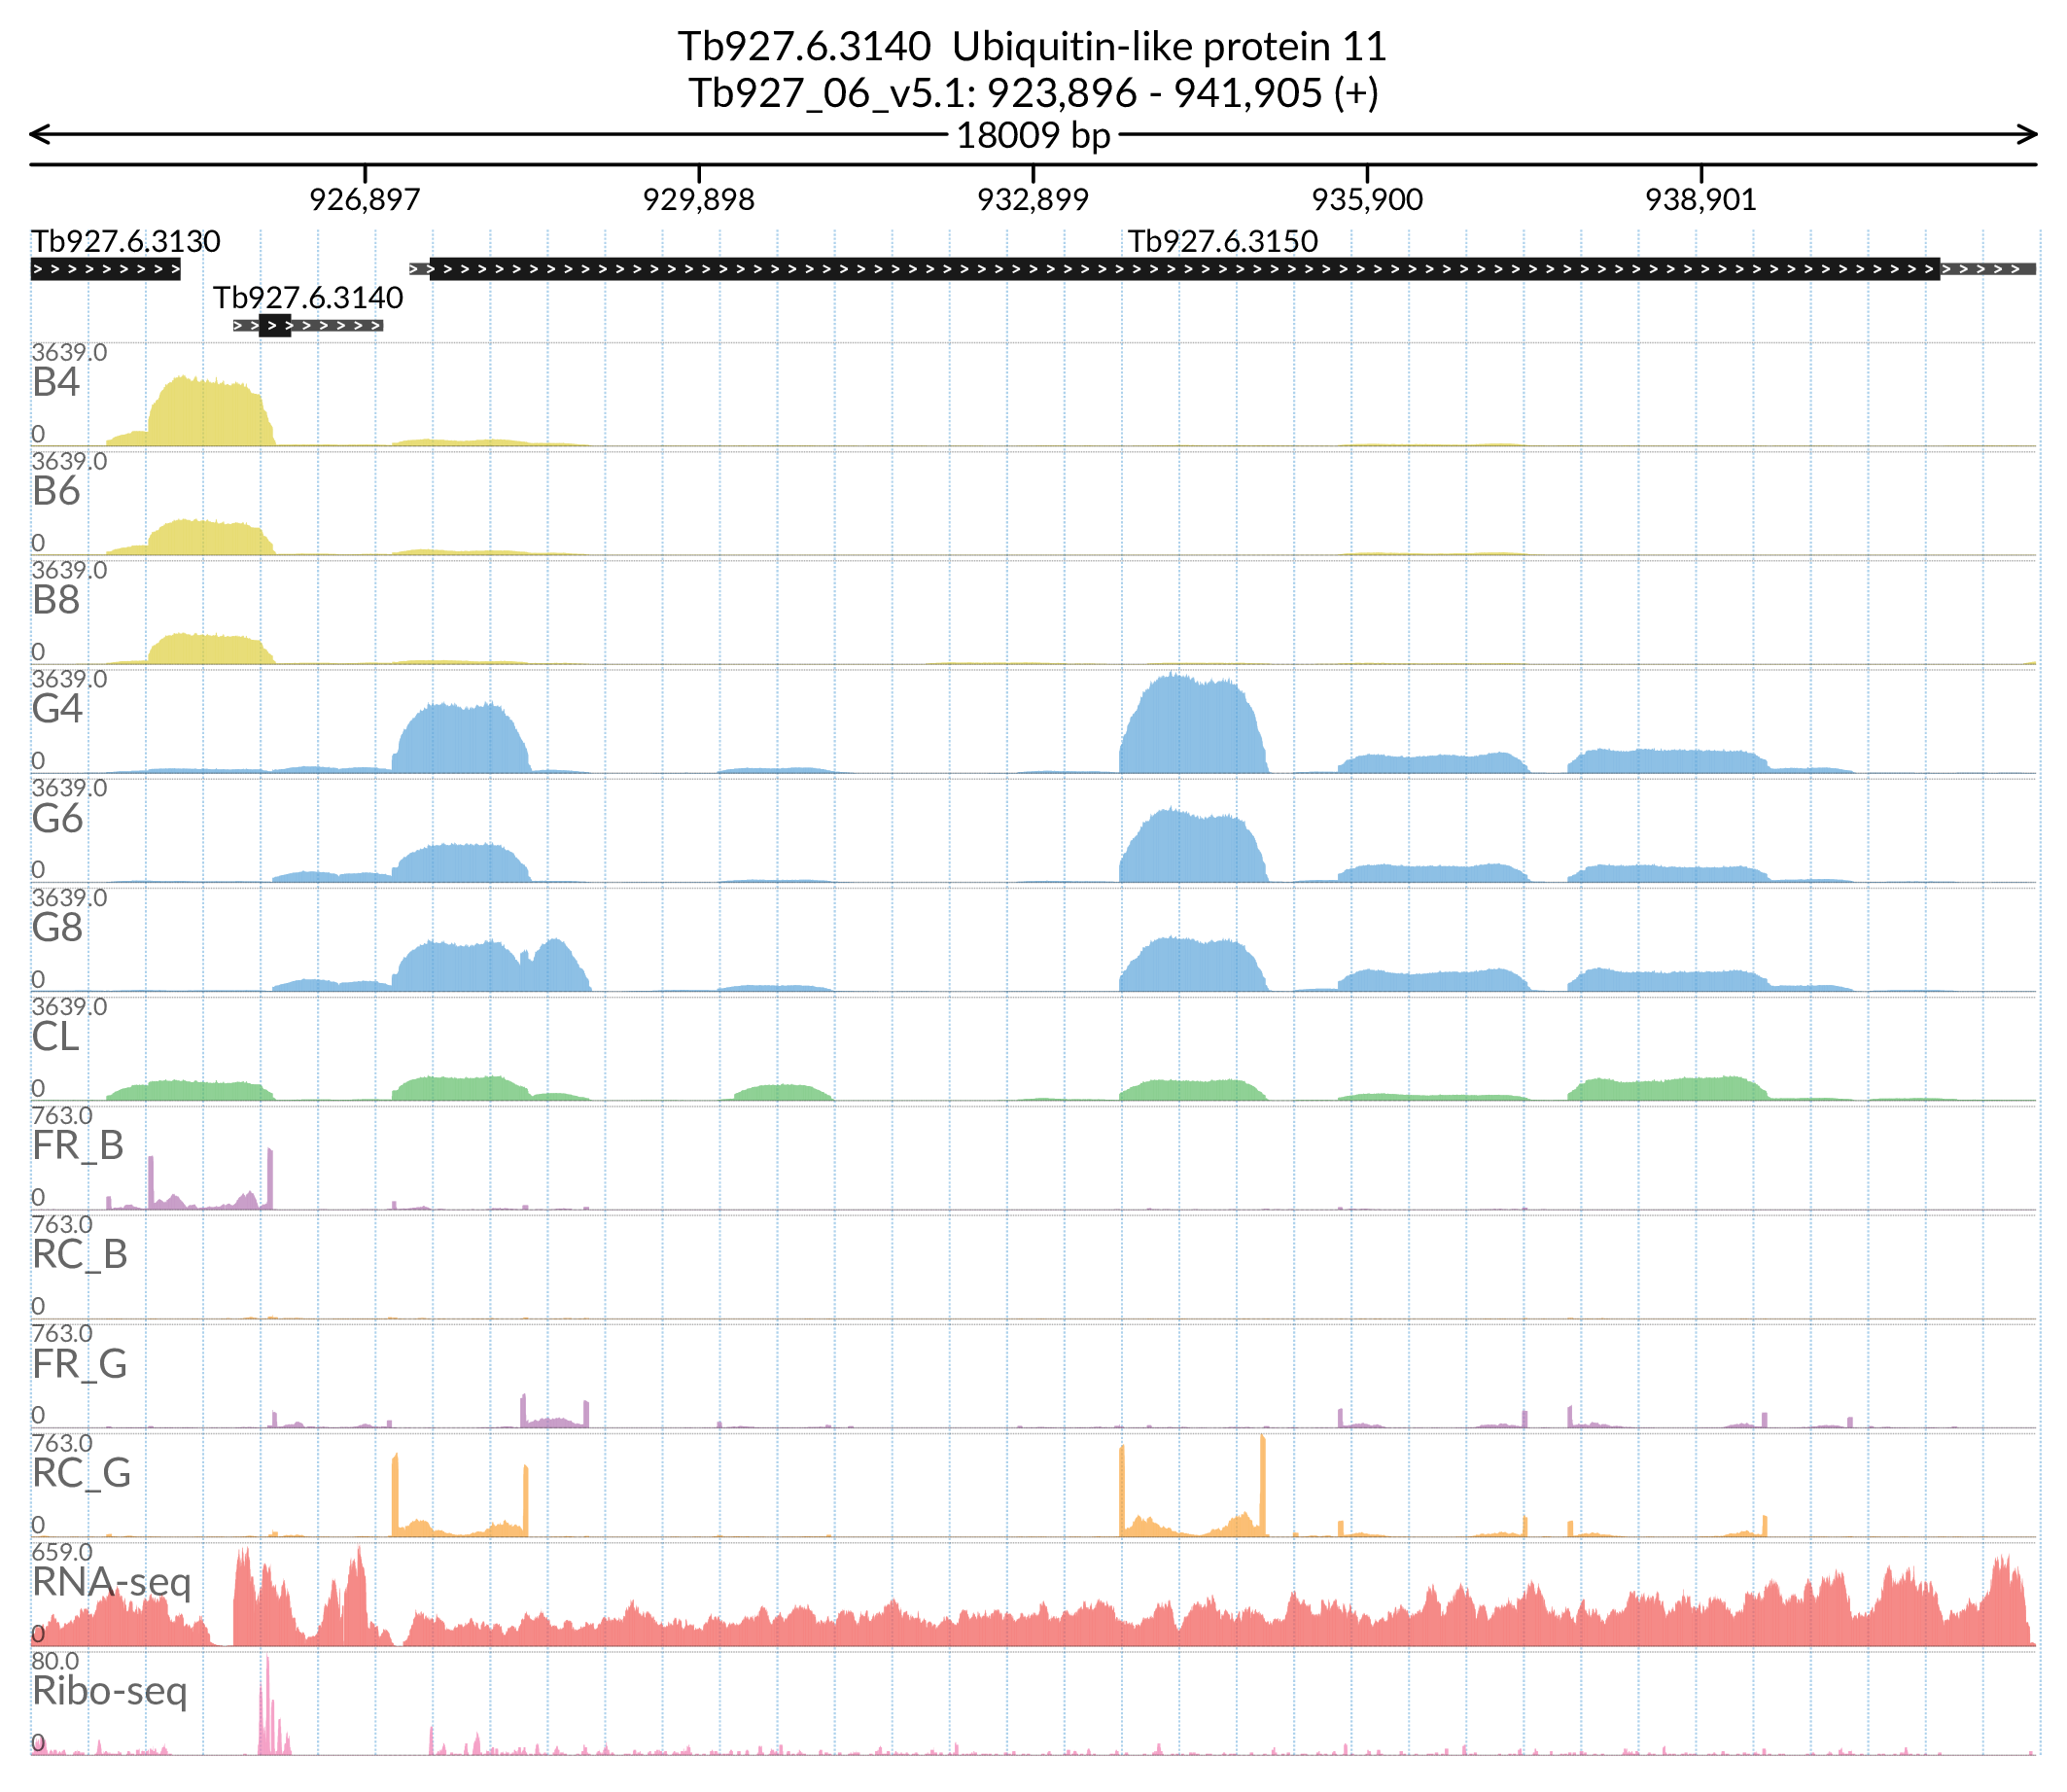 Tb927.6.3140  Ubiquitin-like protein 11
Tb927_06_v5.1: 923,896 - 941,905 (+)
18009 bp
926,897 929,898 932,899 935,900 938,901
Tb927.6.3130 Tb927.6.3150
Tb927.6.3140
3639.0
B4
0
3639.0
B6
0
3639.0
B8
0
3639.0
G4
0
3639.0
G6
0
3639.0
G8
0
3639.0
CL
0
763.0
FR_B
0
763.0
RC_B
0
763.0
FR_G
0
763.0
RC_G
0
659.0
RNA-seq
0
80.0
Ribo-seq
0